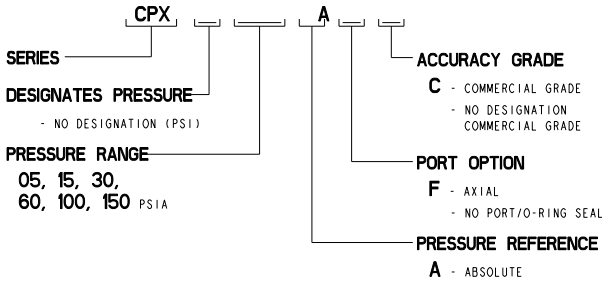 CPX A
SERIES
DESIGNATES PRESSURE
- NO DESIGNATION (PSI)
PRESSURE RANGE
05, 15, 30,
60, 100, 150 PSIA
ACCURACY GRADE
C - COMMERCIAL GRADE
- NO DESIGNATION
COMMERCIAL GRADE
PORT OPTION
F - AXIAL
- NO PORT/O-RING SEAL
PRESSURE REFERENCE
A - ABSOLUTE